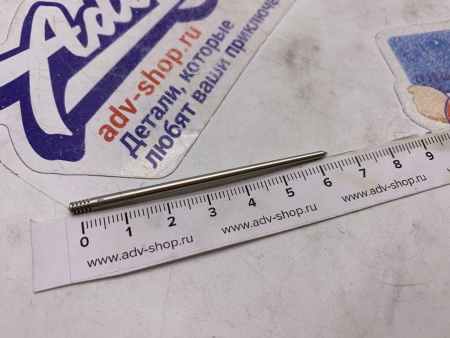 adv-shop.ru
Детали, которые
любят ваши приключе
0 1 2 3 4 5 6 7 8 9
www.adv-shop.ru www.adv-shop.ru www.adv-shop.ru